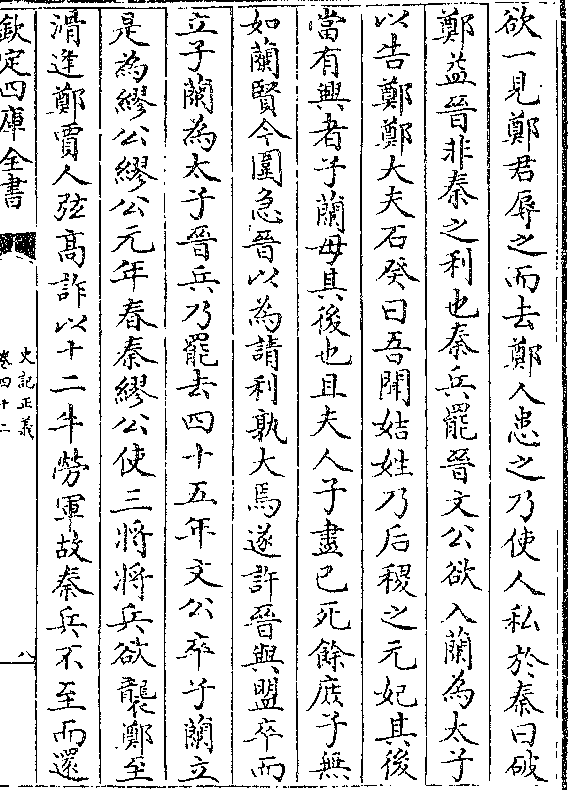 欲一見鄭君辱之而去鄭人患之乃使人私於秦曰破
鄭益晉非秦之利也秦兵罷晉文公欲入蘭為太子
以告鄭鄭大夫石癸曰吾聞姞姓乃后稷之元妃其後
當有興者子蘭母其後也且夫人子盡已死餘庶子無
如蘭賢今圍急晉以為請利孰大焉遂許晉與盟卒而
立子蘭為太子晉兵乃罷去四十五年文公卒子蘭立
是為繆公繆公元年春秦繆公使三將將兵欲襲鄭至
滑逢鄭賈人弦高詐以十二牛勞軍故秦兵不至而還
欽定四庫全書
史記正義
卷四十二
八